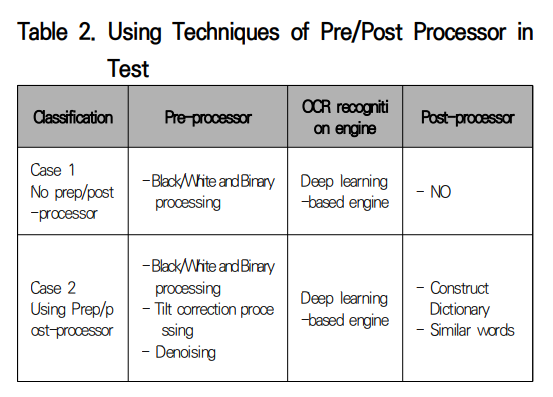 Table 2. Using Techniques of Pre/Post Processor in
Test
Classification
Pre-processor
OCR recogniti
on engine
Post-processor
Case 1
No prep/post
-processor
- Black/White and Binary
processing
Deep learning
-based engine
- NO
Case 2
Using Prep/p
ost-processor
- Black/White and Binary
processing
- Tilt correction proce
ssing
- Denoising
Deep learning
-based engine
- Construct
Dictionary
- Similar words